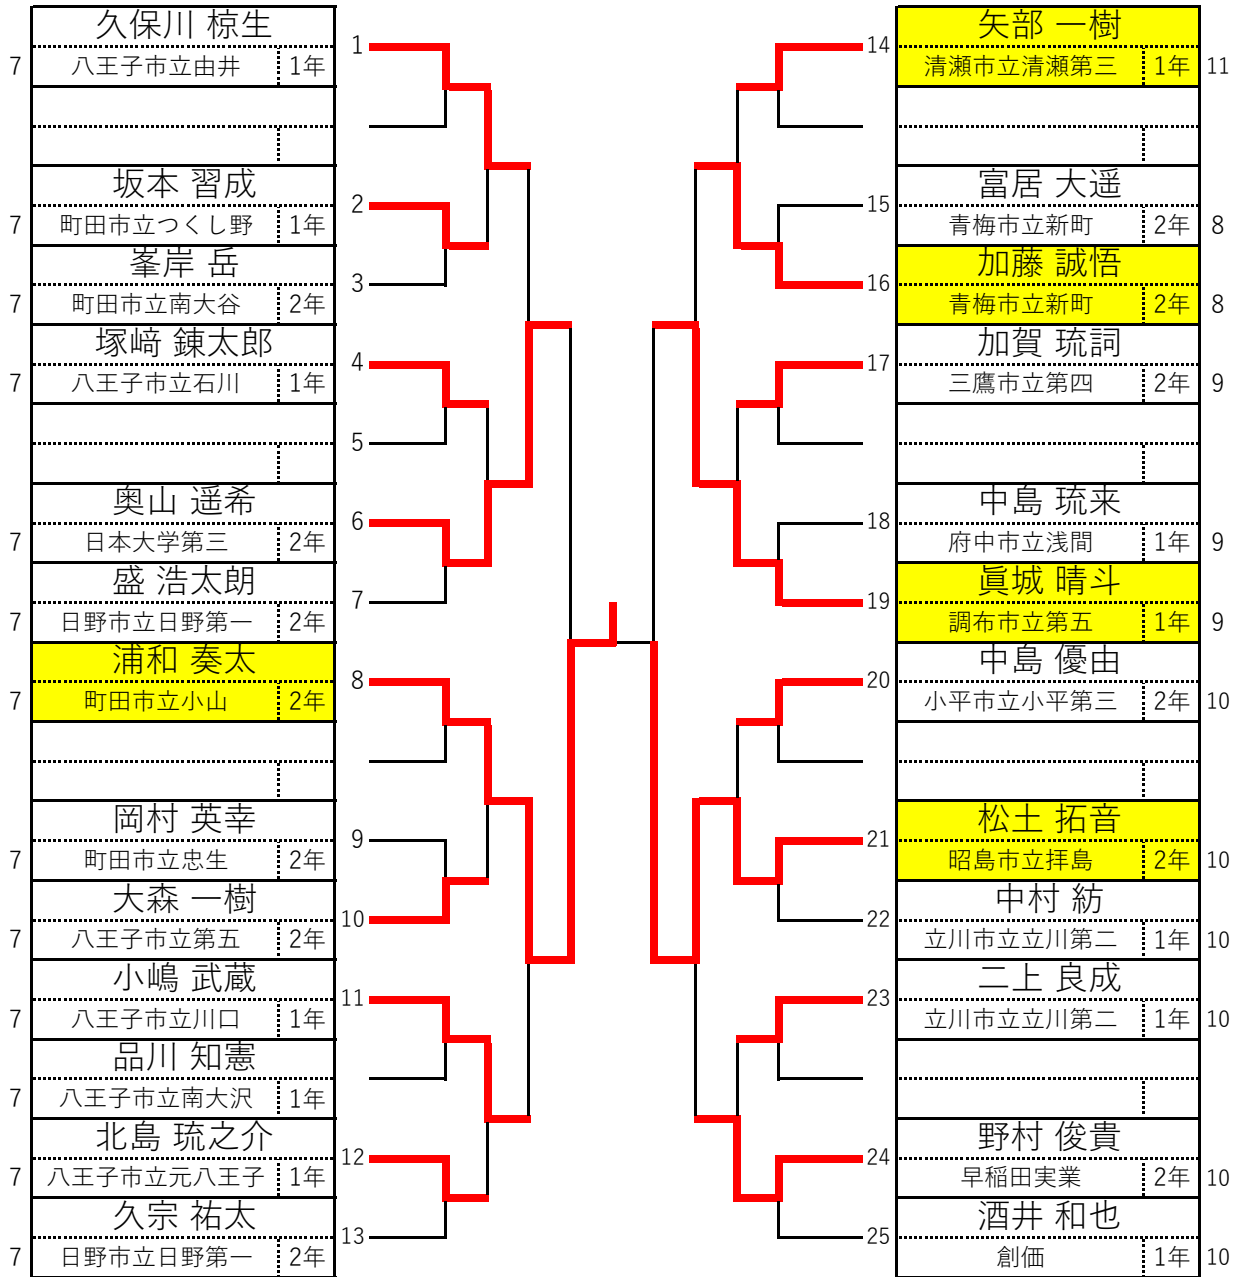 久保川 椋生
1
7 八王子市立由井 1年
坂本 習成
2
7 町田市立つくし野 1年
峯岸 岳
3
7 町田市立南大谷 2年
塚﨑 錬太郎
4
7 八王子市立石川 1年
5
奥山 遥希
6
7 日本大学第三 2年
盛 浩太朗
7
7 日野市立日野第一 2年
浦和 奏太
8
7 町田市立小山 2年
岡村 英幸
9
7 町田市立忠生 2年
大森 一樹
10
7 八王子市立第五 2年
小嶋 武蔵
11
7 八王子市立川口 1年
品川 知憲
7 八王子市立南大沢 1年
北島 琉之介
12
7 八王子市立元八王子 1年
久宗 祐太
13
7 日野市立日野第一 2年
矢部 一樹
14
清瀬市立清瀬第三 1年 11
富居 大遥
15
青梅市立新町 2年 8
加藤 誠悟
16
青梅市立新町 2年 8
加賀 琉詞
17
三鷹市立第四 2年 9
中島 琉来
18
府中市立浅間 1年 9
眞城 晴斗
19
調布市立第五 1年 9
中島 優由
20
小平市立小平第三 2年 10
松土 拓音
21
昭島市立拝島 2年 10
中村 紡
22
立川市立立川第二 1年 10
二上 良成
23
立川市立立川第二 1年 10
野村 俊貴
24
早稲田実業 2年 10
酒井 和也
25
創価 1年 10